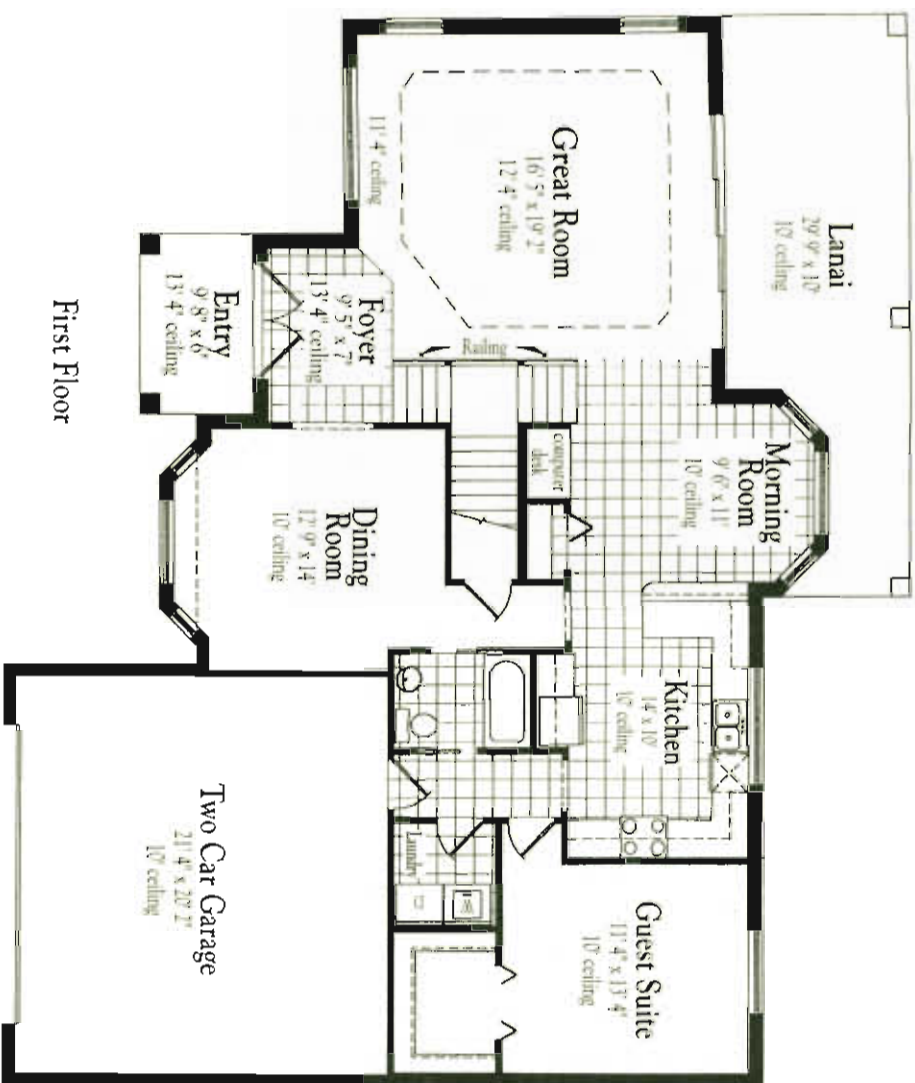 Lanai
29' 9" x 10'
10' ceiling
Great Room
16' 5" x 19' 2"
12' 4" ceiling
11' 4" ceiling
Morning
Room
9' 6" x 11'
10' ceiling
Railing
computer
desk
Foyer
9' 5" x 7'
13' 4" ceiling
Entry
9' 8" x 6'
13' 4" ceiling
Kitchen
14' x 10'
10' ceiling
Dining
Room
12' 9" x 14'
10' ceiling
Guest Suite
11' 4" x 13' 4"
10' ceiling
Laundry
Two Car Garage
21' 4" x 20' 2"
10' ceiling
First Floor